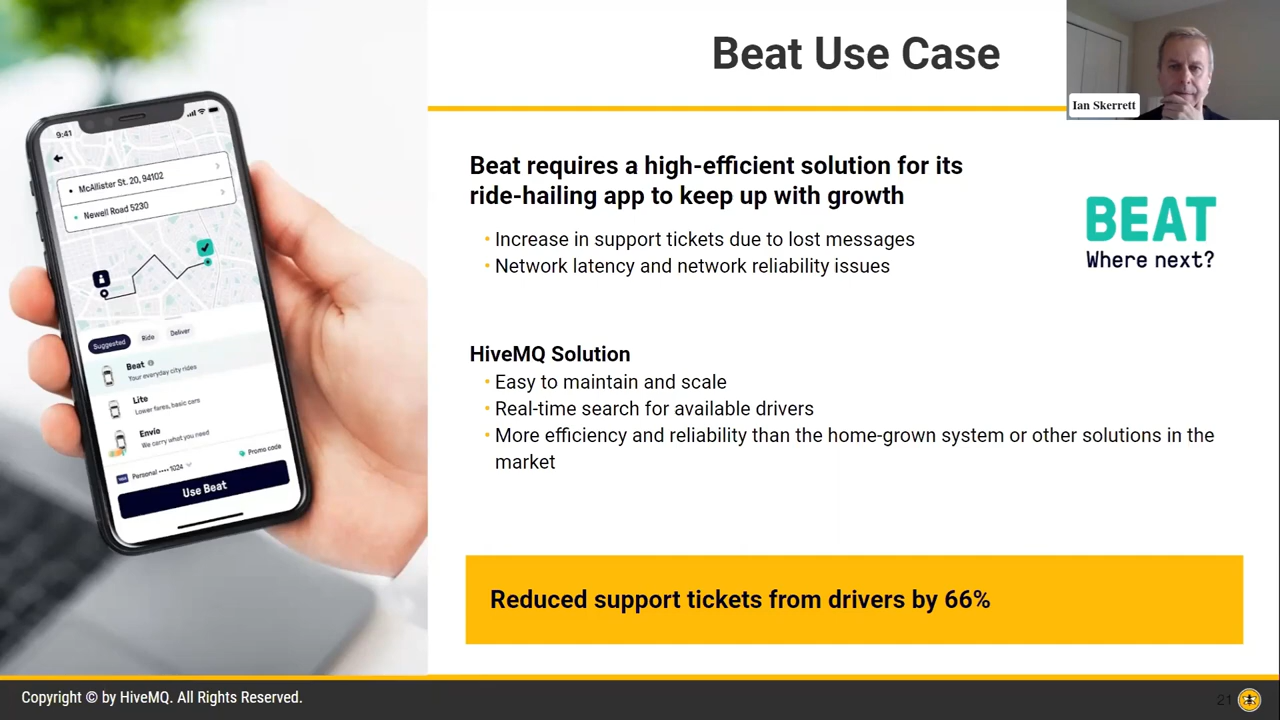 Beat Use Case
Ian Skerrett
Beat requires a high-efficient solution for its
ride-hailing app to keep up with growth
• Increase in support tickets due to lost messages
• Network latency and network reliability issues
BEAT
Where next?
HiveMQ Solution
• Easy to maintain and scale
• Real-time search for available drivers
• More efficiency and reliability than the home-grown system or other solutions in the
market
Reduced support tickets from drivers by 66%
9:41
McAllister St. 20, 94102
Newell Road 5230
Suggested Ride Deliver
Beat
Your everyday city rides
Lite
Lower fares, basic cars
Envio
We carry what you need
Personal •••• 1024 Promo code
Use Beat
Copyright © by HiveMQ. All Rights Reserved.
21